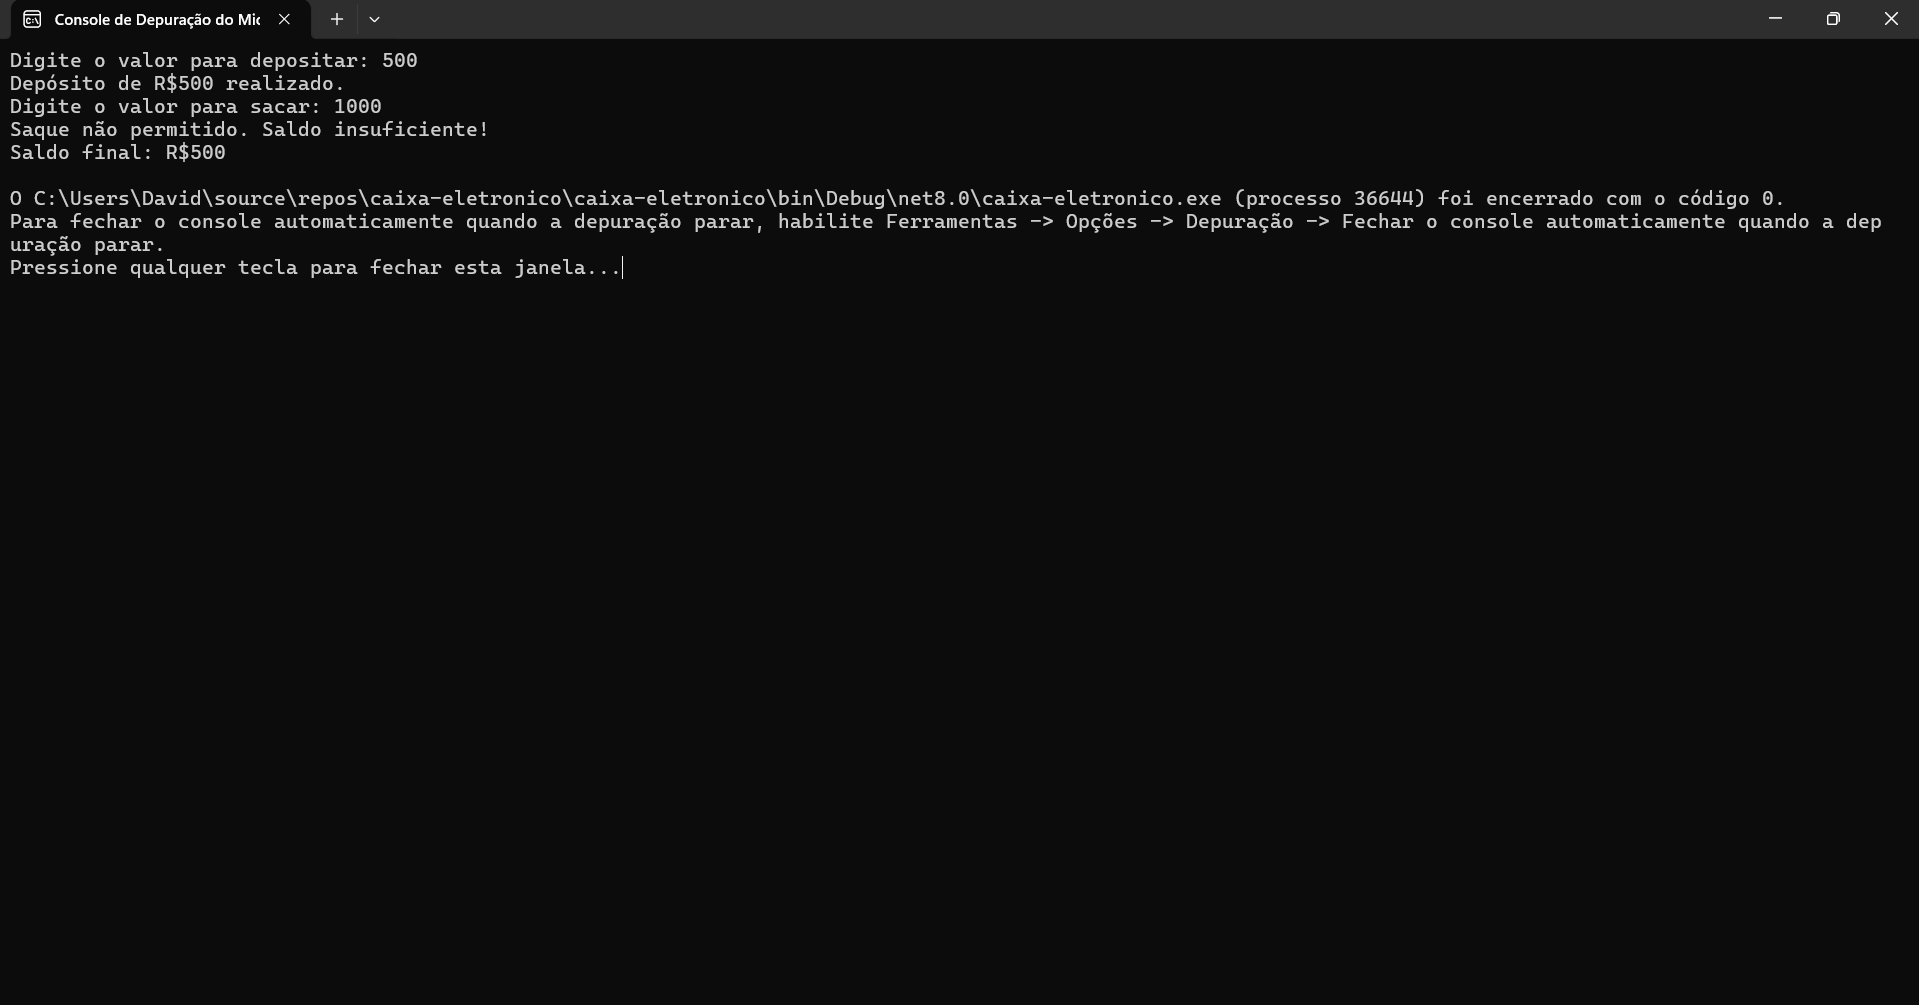 Console de Depuração do Mic
Digite o valor para depositar: 500
Depósito de R$500 realizado.
Digite o valor para sacar: 1000
Saque não permitido. Saldo insuficiente!
Saldo final: R$500
O C:\Users\David\source\repos\caixa-eletronico\caixa-eletronico\bin\Debug\net8.0\caixa-eletronico.exe (processo 36644) foi encerrado com o código 0.
Para fechar o console automaticamente quando a depuração parar, habilite Ferramentas -> Opções -> Depuração -> Fechar o console automaticamente quando a dep
uração parar.
Pressione qualquer tecla para fechar esta janela...